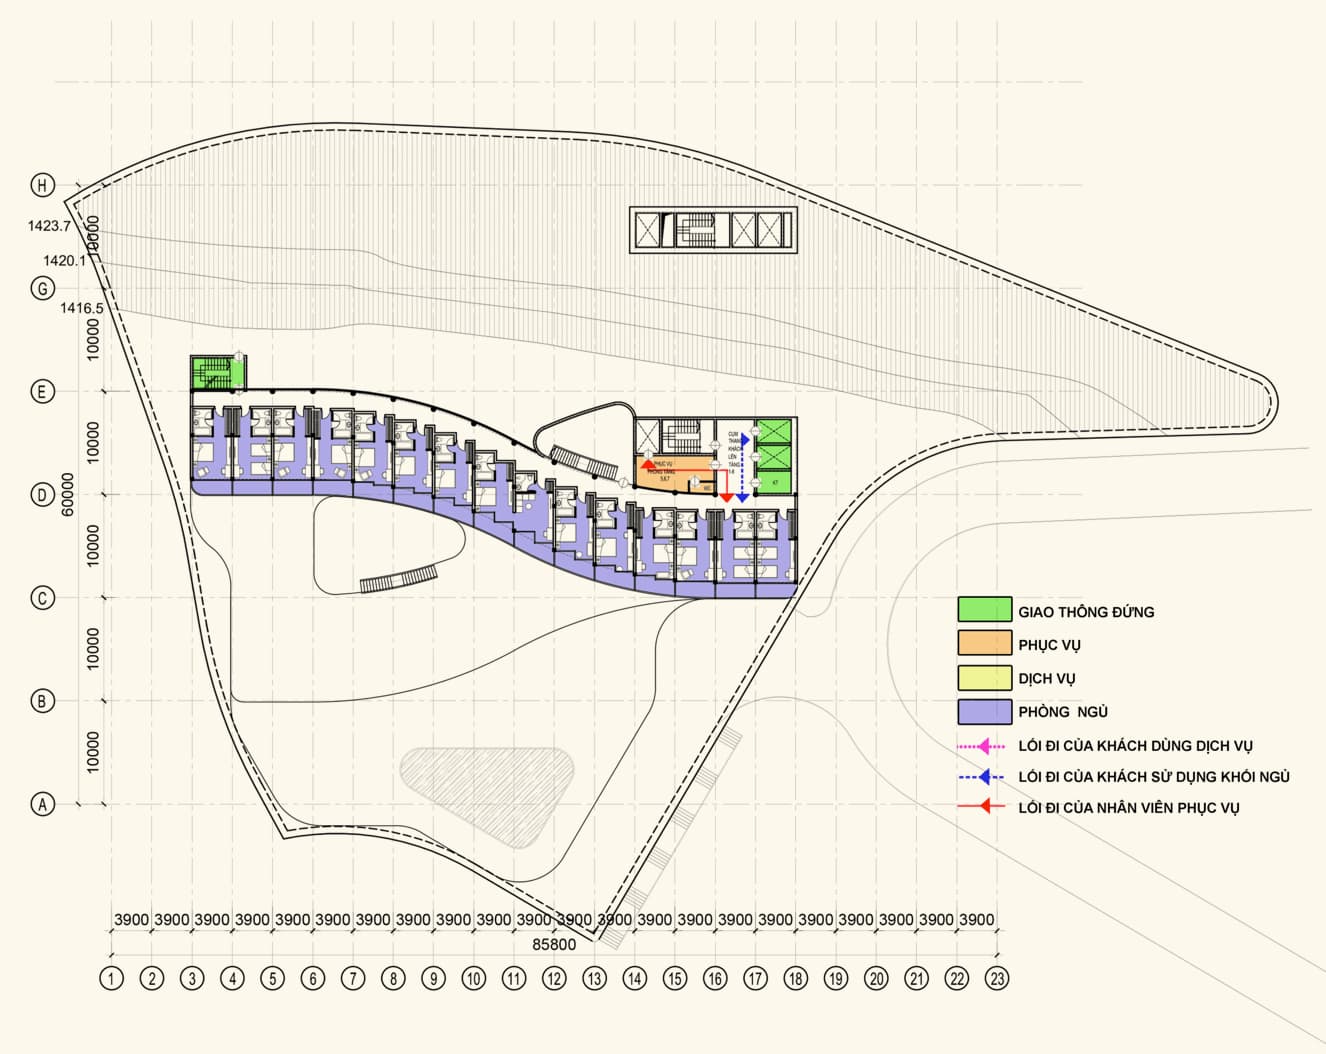 H
1423.7
10000
1420.1
G
1416.5
10000
E
10000
D
60000
10000
C
10000
B
10000
A
CỤM
THANG
KHÁCH
LÊN
TẦNG
PHỤC VỤ
PHÒNG TẦNG
5,6,7
WC
KT
GIAO THÔNG ĐỨNG
PHỤC VỤ
DỊCH VỤ
PHÒNG NGỦ
LỐI ĐI CỦA KHÁCH DÙNG DỊCH VỤ
LỐI ĐI CỦA KHÁCH SỬ DỤNG KHỐI NGỦ
LỐI ĐI CỦA NHÂN VIÊN PHỤC VỤ
3900 3900 3900 3900 3900 3900 3900 3900 3900 3900 3900 3900 3900 3900 3900 3900 3900 3900 3900 3900 3900 3900
85800
1 2 3 4 5 6 7 8 9 10 11 12 13 14 15 16 17 18 19 20 21 22 23